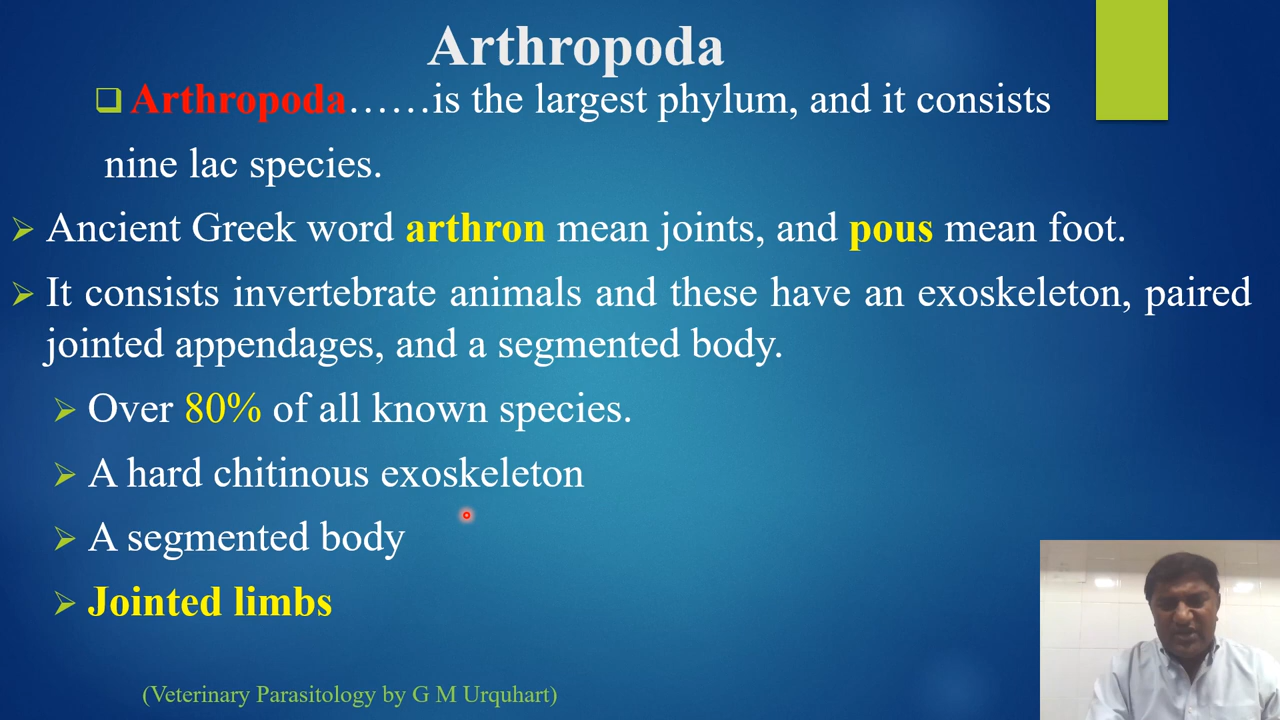 Arthropoda
Arthropoda……is the largest phylum, and it consists
nine lac species.
Ancient Greek word arthron mean joints, and pous mean foot.
It consists invertebrate animals and these have an exoskeleton, paired
jointed appendages, and a segmented body.
Over 80% of all known species.
A hard chitinous exoskeleton
A segmented body
Jointed limbs
(Veterinary Parasitology by G M Urquhart)